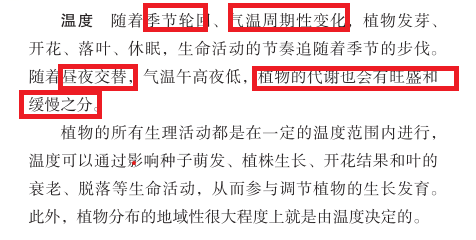 温度 随着季节轮回、气温周期性变化，植物发芽、
开花、落叶、休眠，生命活动的节奏追随着季节的步伐。
随着昼夜交替，气温午高夜低，植物的代谢也会有旺盛和
缓慢之分。
植物的所有生理活动都是在一定的温度范围内进行，
温度可以通过影响种子萌发、植株生长、开花结果和叶的
衰老、脱落等生命活动，从而参与调节植物的生长发育。
此外，植物分布的地域性很大程度上就是由温度决定的。